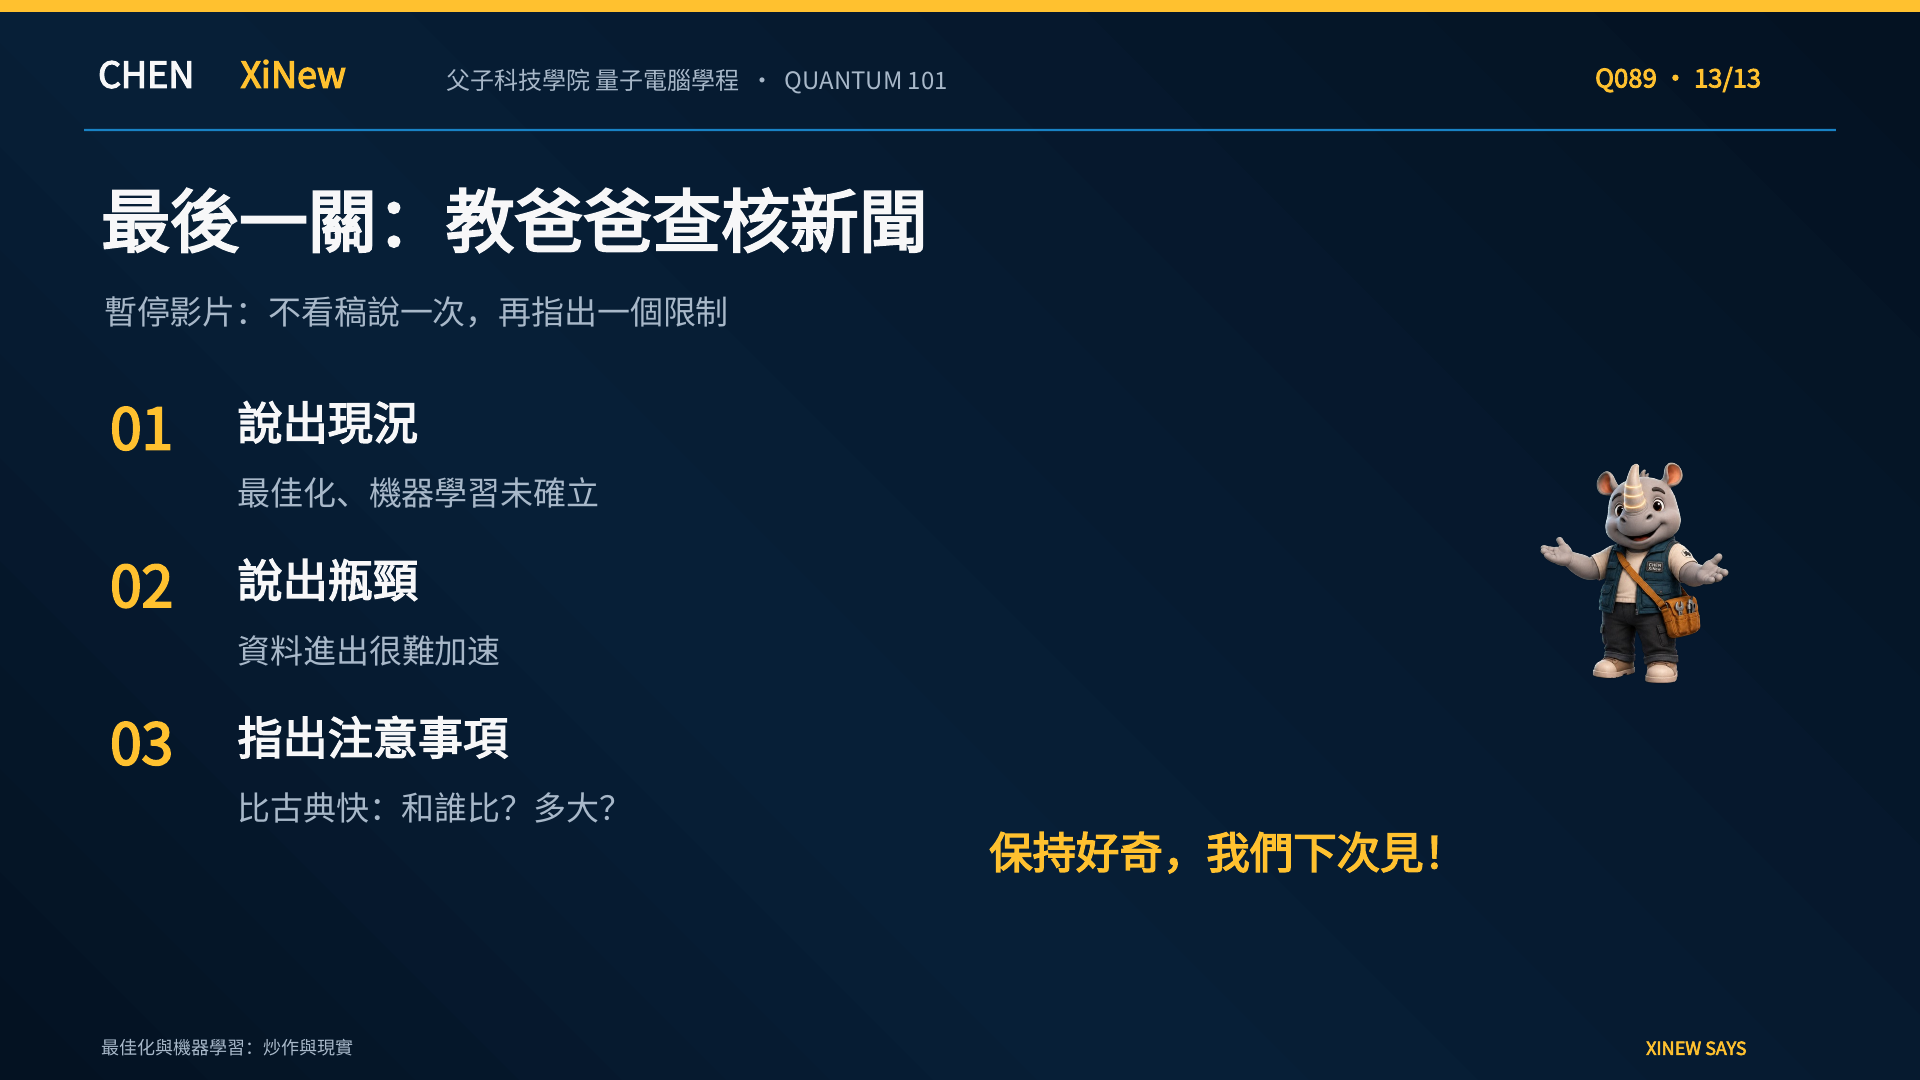 CHEN XiNew 父子科技學院 量子電腦學程 · QUANTUM 101 Q089 · 13/13
最後一關：教爸爸查核新聞
暫停影片：不看稿說一次，再指出一個限制
01 說出現況
最佳化、機器學習未確立
02 說出瓶頸
資料進出很難加速
03 指出注意事項
比古典快：和誰比？多大？
保持好奇，我們下次見！
最佳化與機器學習：炒作與現實 XINEW SAYS